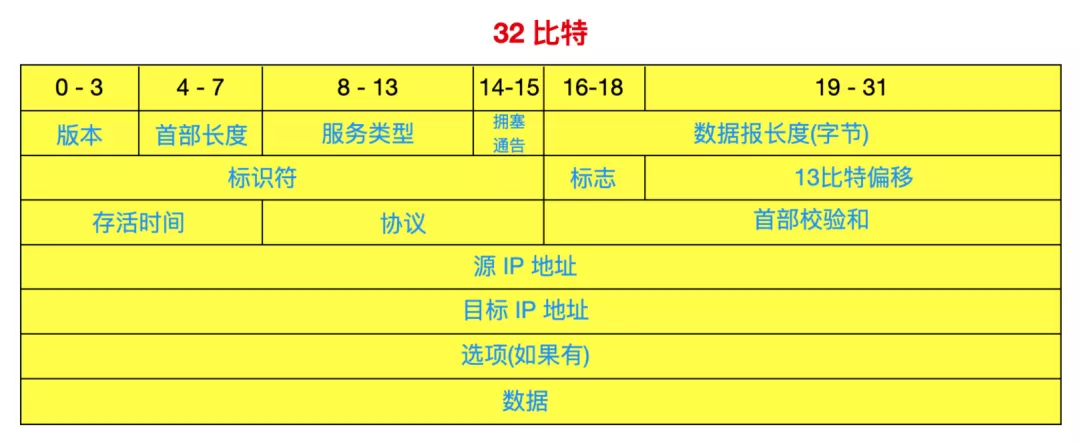 32 比特
0 - 3 4 - 7 8 - 13 14-15 16-18 19 - 31
版本 首部长度 服务类型 拥塞 数据报长度(字节)
通告
标识符 标志 13比特偏移
存活时间 协议 首部校验和
源 IP 地址
目标 IP 地址
选项(如果有)
数据